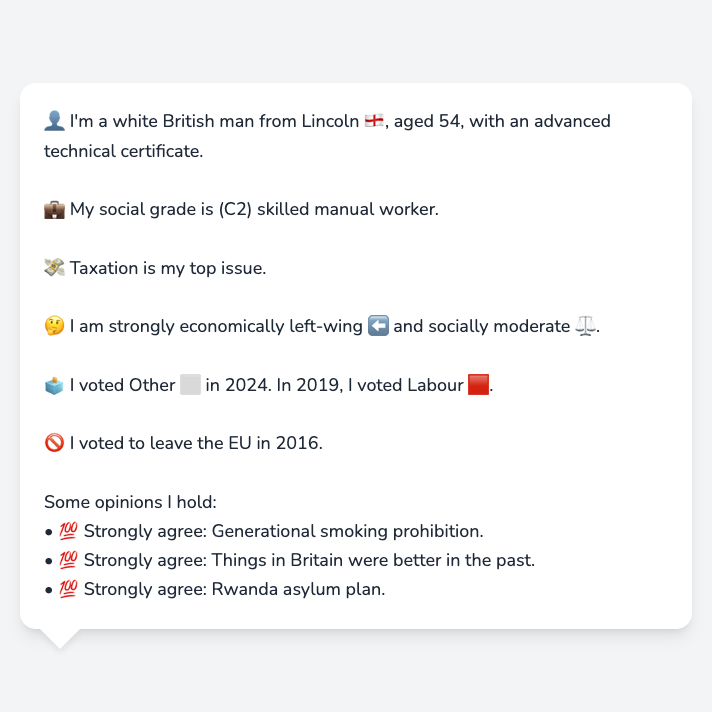 👤 I'm a white British man from Lincoln 🏴󠁧󠁢󠁥󠁮󠁧󠁿, aged 54, with an advanced
technical certificate.
💼 My social grade is (C2) skilled manual worker.
💸 Taxation is my top issue.
🤔 I am strongly economically left-wing ⬅️ and socially moderate ⚖️.
🗳️ I voted Other ⬜ in 2024. In 2019, I voted Labour 🟥.
🚫 I voted to leave the EU in 2016.
Some opinions I hold:
• 💯 Strongly agree: Generational smoking prohibition.
• 💯 Strongly agree: Things in Britain were better in the past.
• 💯 Strongly agree: Rwanda asylum plan.